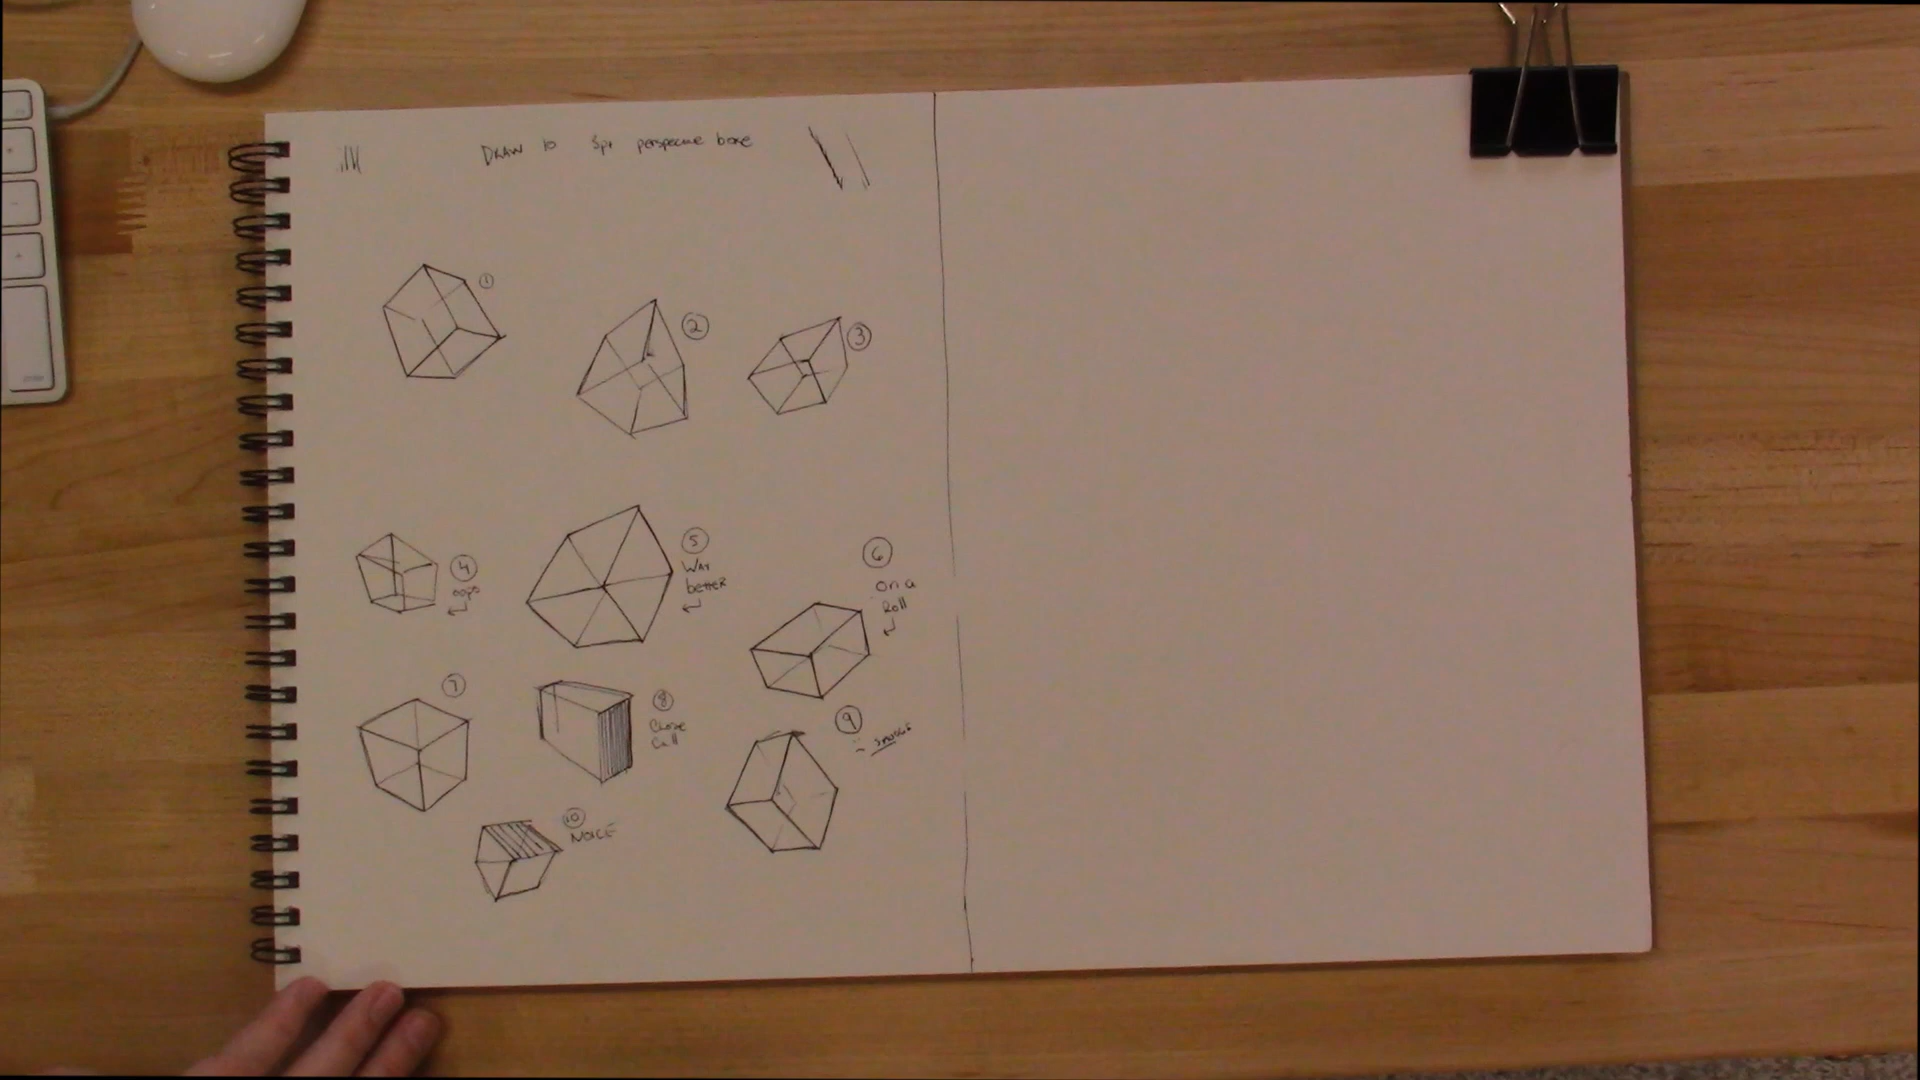 DRAW 10 3pt perspective boxe
1
2
3
4
oops
5
WAY
better
6
on a
Roll
7
8
Close
Call
9
10
NOICE